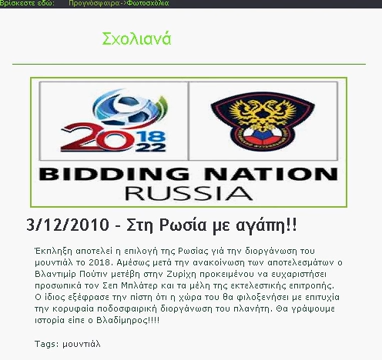 Βρίσκεστε εδώ: Προγνόσφαιρα->Φωτοσχόλια
Σχολιανά
2018
22
BIDDING NATION
RUSSIA
3/12/2010 - Στη Ρωσία με αγάπη!!
Έκπληξη αποτελεί η επιλογή της Ρωσίας γιά την διοργάνωση του
μουντιάλ το 2018. Αμέσως μετά την ανακοίνωση των αποτελεσμάτων ο
Βλαντιμίρ Πούτιν μετέβη στην Ζυρίχη προκειμένου να ευχαριστήσει
προσωπικά τον Σεπ Μπλάτερ και τα μέλη της εκτελεστικής επιτροπής.
Ο ίδιος εξέφρασε την πίστη ότι η χώρα του θα φιλοξενήσει με επιτυχία
την κορυφαία ποδοσφαιρική διοργάνωση του πλανήτη. Θα γράψουμε
ιστορία είπε ο Βλαδίμηρος!!!!
Tags: μουντιάλ